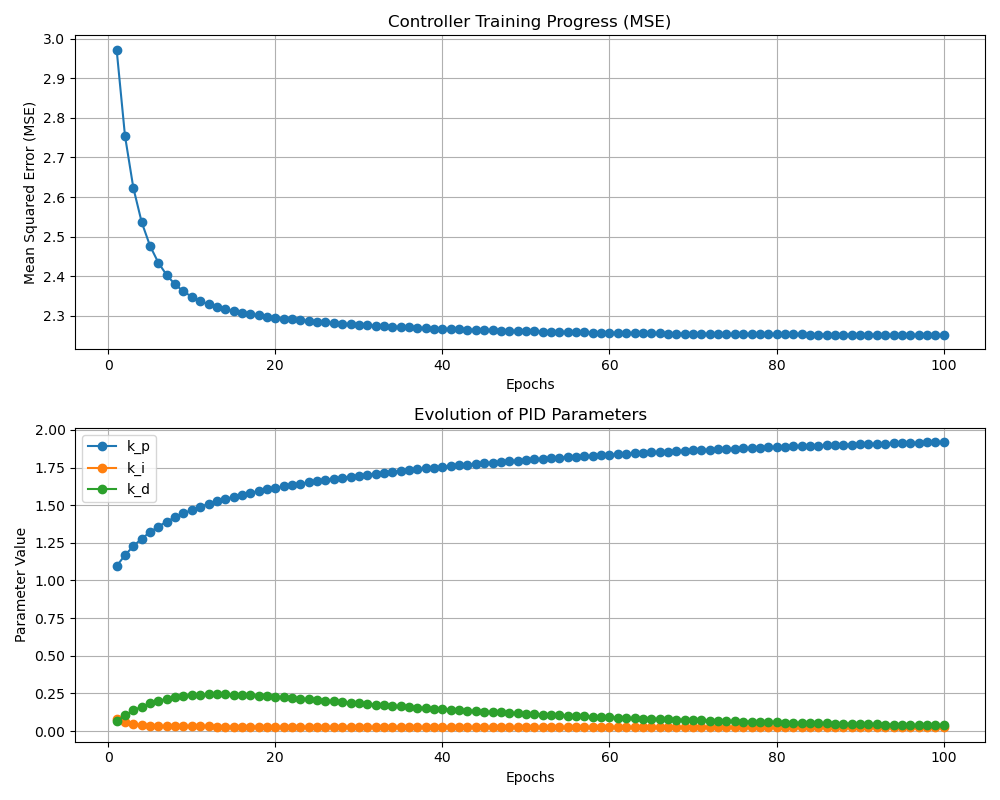 Controller Training Progress (MSE)
Mean Squared Error (MSE)
3.0
2.9
2.8
2.7
2.6
2.5
2.4
2.3
0 20 40 60 80 100
Epochs
Evolution of PID Parameters
Parameter Value
2.00
1.75
1.50
1.25
1.00
0.75
0.50
0.25
0.00
k_p
k_i
k_d
0 20 40 60 80 100
Epochs